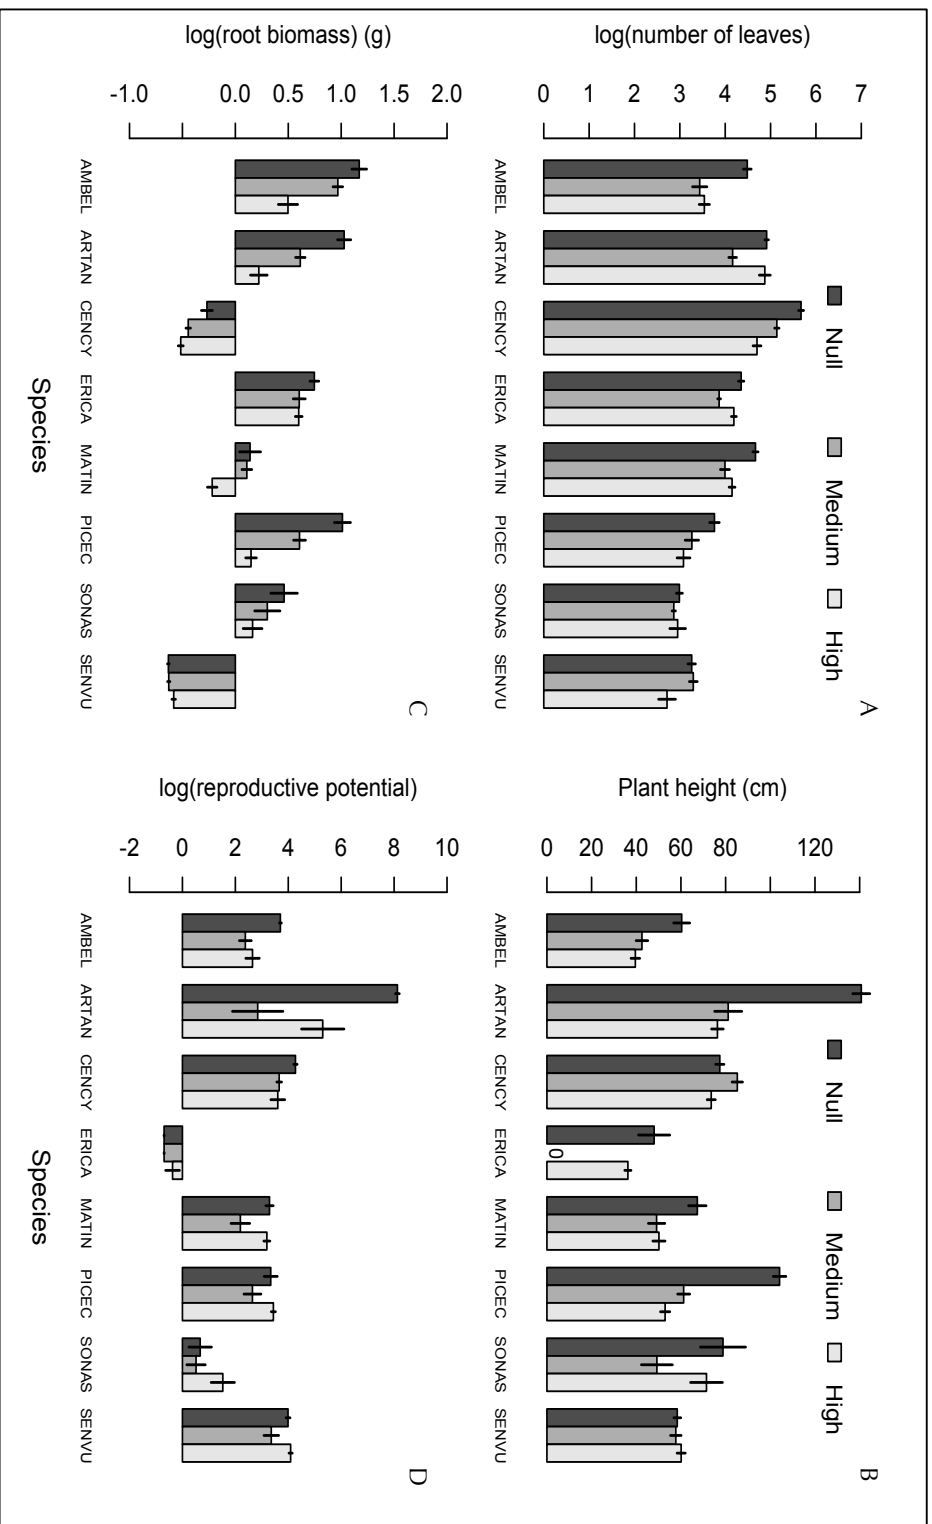 A
Null Medium High
log(number of leaves)
0 1 2 3 4 5 6 7
AMBEL ARTAN CENCY ERICA MATIN PICEC SONAS SENVU
B
Null Medium High
Plant height (cm)
0 20 40 60 80 120
0
AMBEL ARTAN CENCY ERICA MATIN PICEC SONAS SENVU
C
log(root biomass) (g)
-1.0 0.0 0.5 1.0 1.5 2.0
AMBEL ARTAN CENCY ERICA MATIN PICEC SONAS SENVU
Species
D
log(reproductive potential)
-2 0 2 4 6 8 10
AMBEL ARTAN CENCY ERICA MATIN PICEC SONAS SENVU
Species